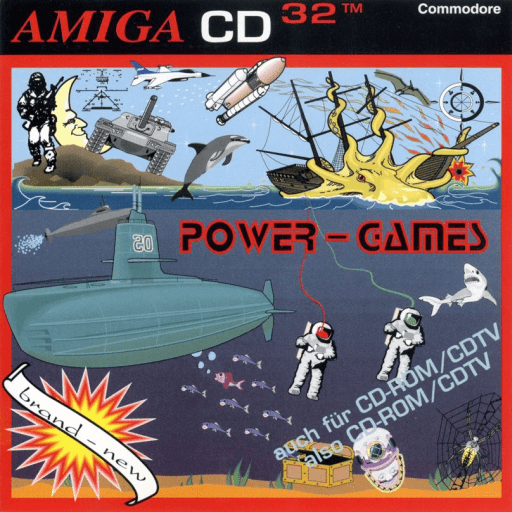 AMIGA CD 32™
Commodore
POWER-GAMES
20
auch für CD-ROM/CDTV
also CD-ROM/CDTV
brand-new